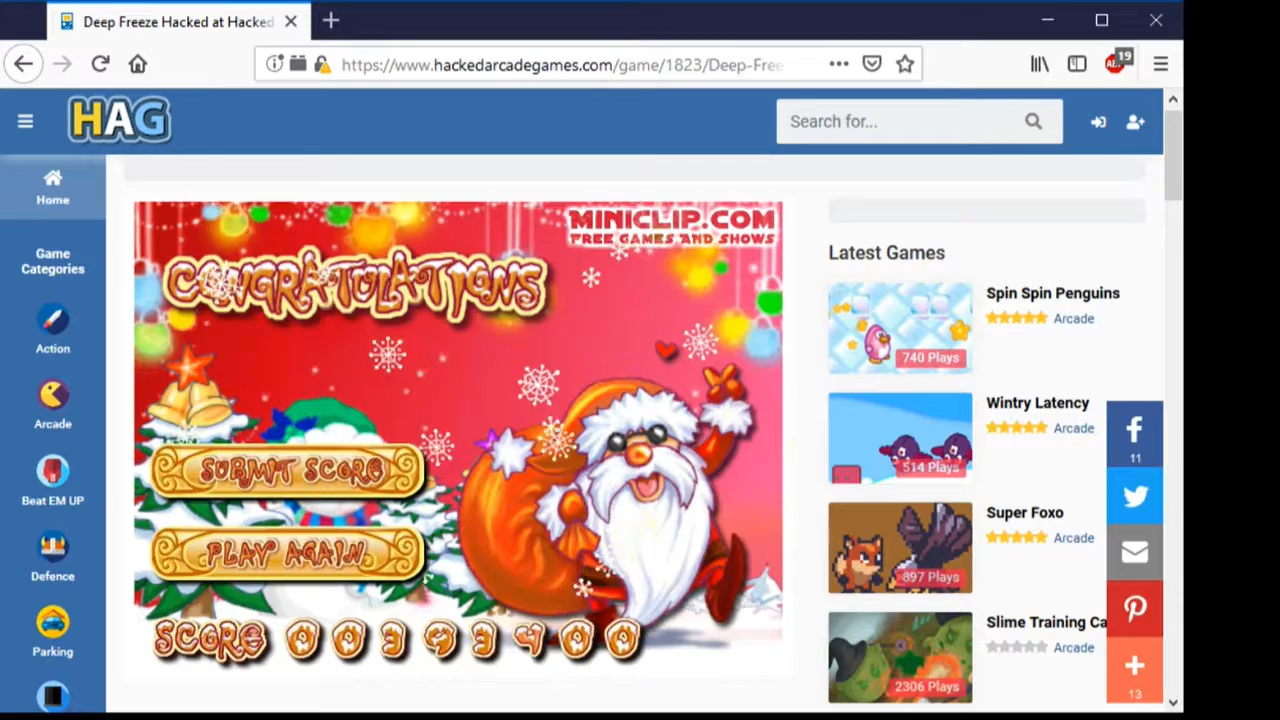 Deep Freeze Hacked at Hacked
19
https://www.hackedarcadegames.com/game/1823/Deep-Free
HAG
Search for...
Home
Game
Categories
Action
Arcade
Beat EM UP
Defence
Parking
MINICLIP.COM
FREE GAMES AND SHOWS
CONGRATULATIONS
SUBMIT SCORE
PLAY AGAIN
SCORE
Latest Games
Spin Spin Penguins
Arcade
740 Plays
Wintry Latency
Arcade
514 Plays
Super Foxo
Arcade
897 Plays
Slime Training Ca
Arcade
2306 Plays
11
13